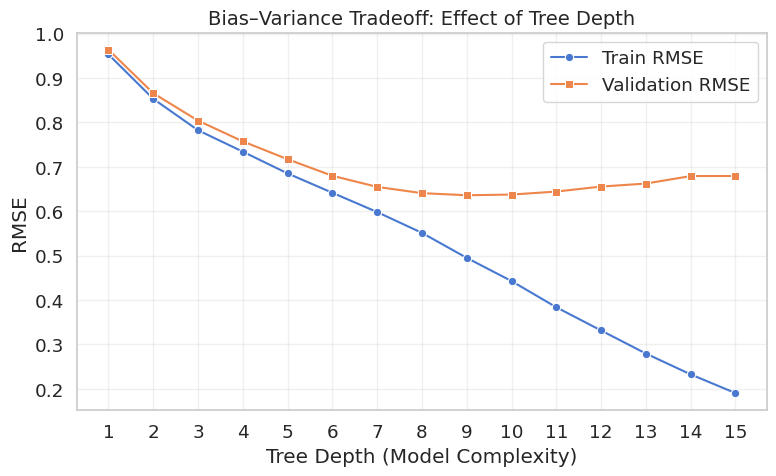 Bias–Variance Tradeoff: Effect of Tree Depth
Train RMSE
Validation RMSE
RMSE
1.0
0.9
0.8
0.7
0.6
0.5
0.4
0.3
0.2
1 2 3 4 5 6 7 8 9 10 11 12 13 14 15
Tree Depth (Model Complexity)